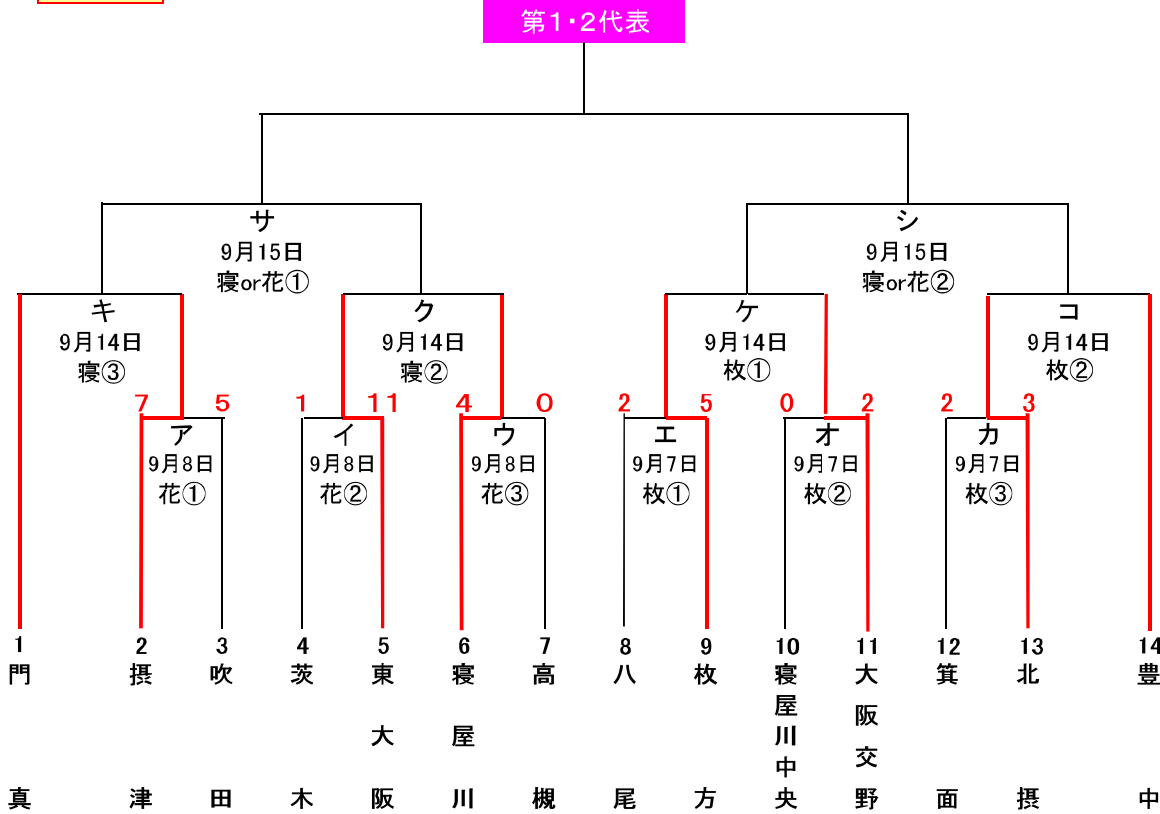 第1・2代表
サ
9月15日
寝or花①
シ
9月15日
寝or花②
キ
9月14日
寝③
ク
9月14日
寝②
ケ
9月14日
枚①
コ
9月14日
枚②
7 5 1 11 4 0 2 5 0 2 2 3
ア
9月8日
花①
イ
9月8日
花②
ウ
9月8日
花③
エ
9月7日
枚①
オ
9月7日
枚②
カ
9月7日
枚③
1 2 3 4 5 6 7 8 9 10 11 12 13 14
門真
摂津
吹田
茨木
東大阪
寝屋川
高槻
八尾
枚方
寝屋川中央
大阪交野
箕面
北摂
豊中